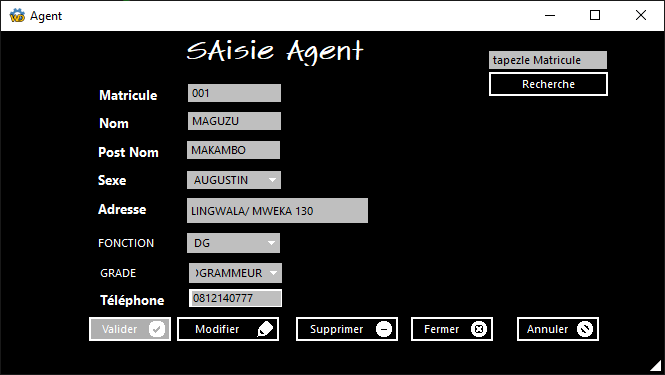 Agent
SAisie Agent
tapezle Matricule
Recherche
Matricule 001
Nom MAGUZU
Post Nom MAKAMBO
Sexe AUGUSTIN
Adresse LINGWALA/ MWEKA 130
FONCTION DG
GRADE OGRAMMEUR
Téléphone 0812140777
Valider Modifier Supprimer Fermer Annuler